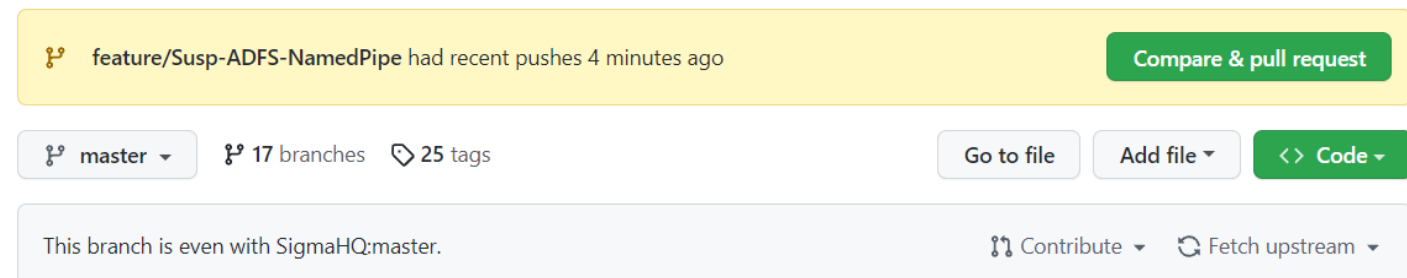 feature/Susp-ADFS-NamedPipe had recent pushes 4 minutes ago
Compare & pull request
master
17 branches
25 tags
Go to file
Add file
<> Code
This branch is even with SigmaHQ:master.
Contribute
Fetch upstream